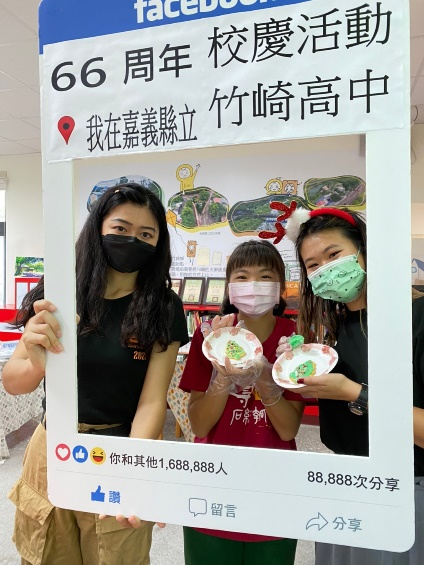 facebook
66 周年 校慶活動
我在嘉義縣立 竹崎高中
你和其他1,688,888人
88,888次分享
讚
留言
分享